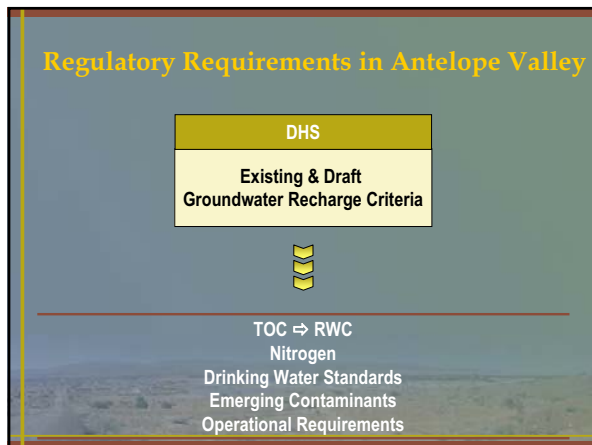 Regulatory Requirements in Antelope Valley
DHS
Existing & Draft
Groundwater Recharge Criteria
TOC ⇨ RWC
Nitrogen
Drinking Water Standards
Emerging Contaminants
Operational Requirements